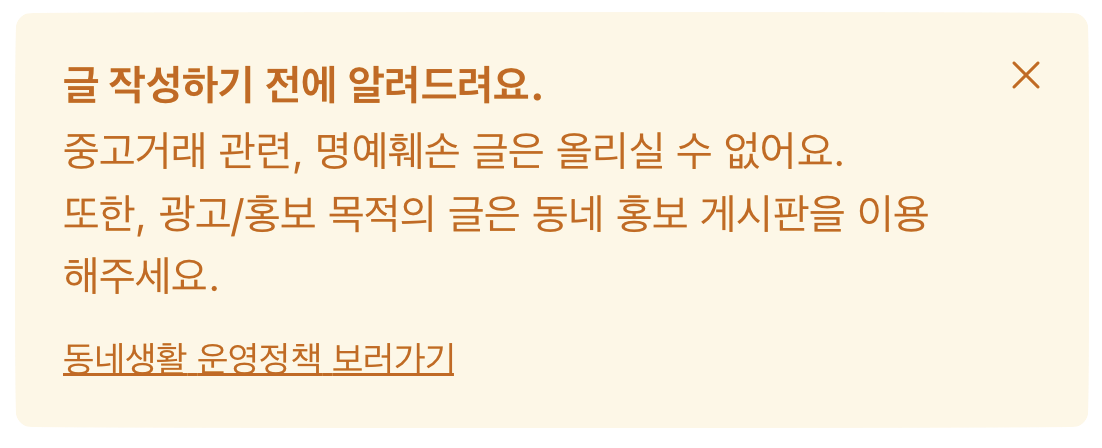 글 작성하기 전에 알려드려요.
중고거래 관련, 명예훼손 글은 올리실 수 없어요.
또한, 광고/홍보 목적의 글은 동네 홍보 게시판을 이용
해주세요.
동네생활 운영정책 보러가기